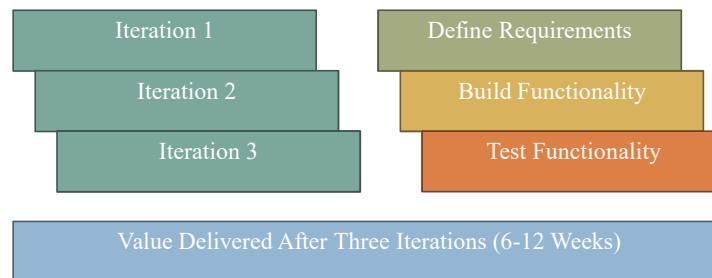 Iteration 1
Iteration 2
Iteration 3
Define Requirements
Build Functionality
Test Functionality
Value Delivered After Three Iterations (6-12 Weeks)